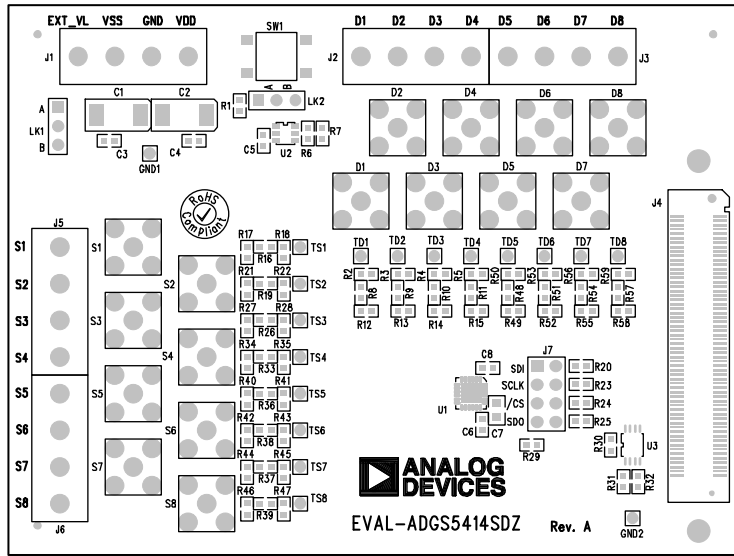 EXT_VL VSS GND VDD
SW1
D1 D2 D3 D4 D5 D6 D7 D8
J1
J2
J3
A B
C1 C2
R1
LK2
D2 D4 D6 D8
A
LK1
B
C3
C4
GND1
C5
U2
R6
R7
D1 D3 D5 D7
J4
RoHS
Compliant
J5
S1
S2
S3
S4
S5
S6
S7
S8
J6
S1
S2
S3
S4
S5
S6
S7
S8
R17 R18 TS1
R16
R21 R22 TS2
R19
R27 R28 TS3
R26
R34 R35 TS4
R33
R40 R41 TS5
R36
R42 R43 TS6
R38
R44 R45 TS7
R37
R46 R47 TS8
R39
TD1 TD2 TD3 TD4 TD5 TD6 TD7 TD8
R2 R3 R4 R5 R50 R53 R56 R59
R8 R9 R10 R11 R48 R51 R54 R57
R12 R13 R14 R15 R49 R52 R55 R58
C8
J7
SDI R20
SCLK R23
/CS R24
SDO R25
U1
C6
C7
R29
R30
U3
R31
R32
GND2
ANALOG
DEVICES
EVAL-ADGS5414SDZ Rev. A